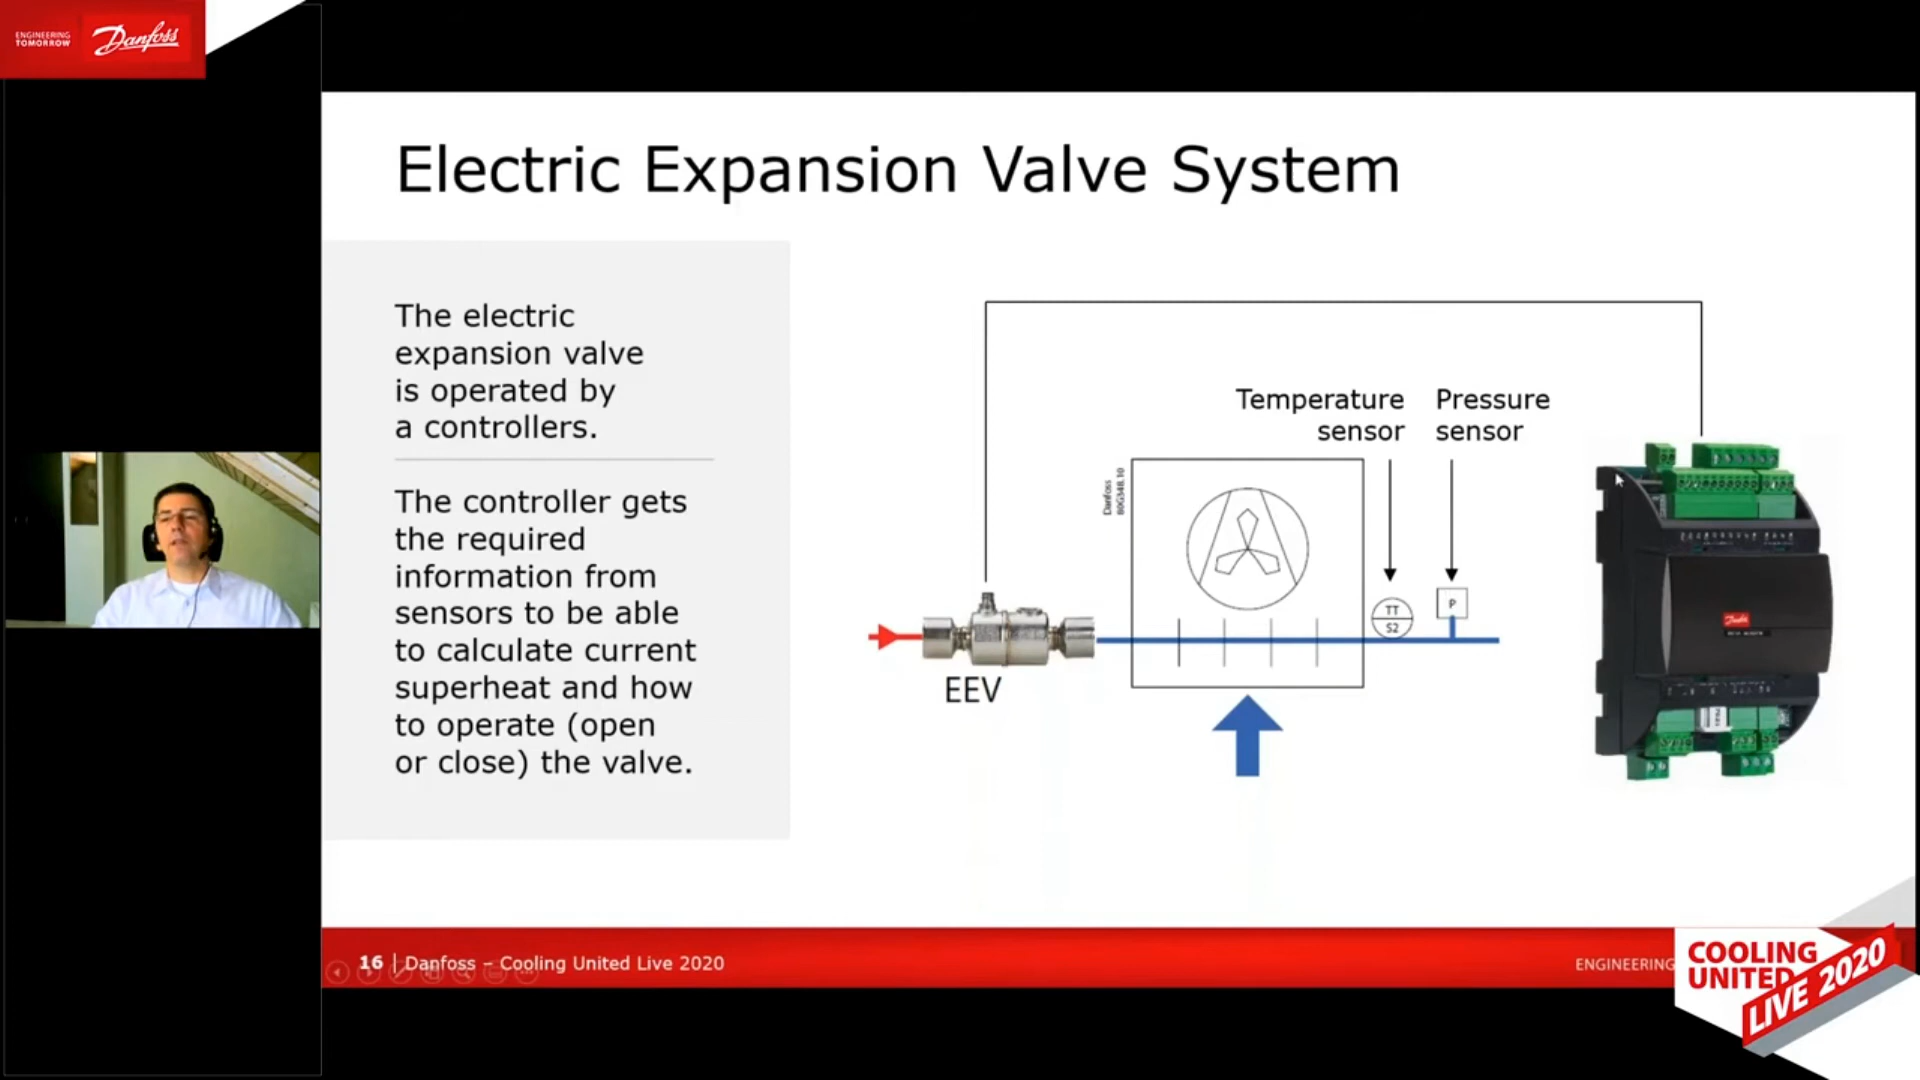 ENGINEERING
TOMORROW
Danfoss
Electric Expansion Valve System
The electric
expansion valve
is operated by
a controllers.
The controller gets
the required
information from
sensors to be able
to calculate current
superheat and how
to operate (open
or close) the valve.
Temperature
sensor
Pressure
sensor
Danfoss
80G348.10
TT
S2
P
EEV
Danfoss
16 | Danfoss – Cooling United Live 2020
ENGINEERING
COOLING
UNITED
LIVE 2020